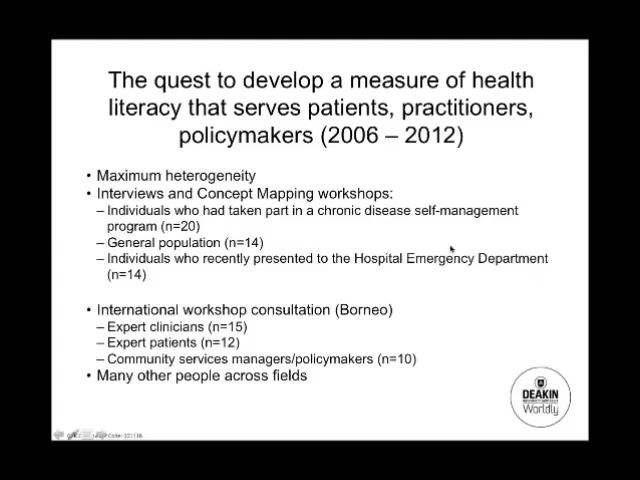 The quest to develop a measure of health
literacy that serves patients, practitioners,
policymakers (2006 – 2012)
• Maximum heterogeneity
• Interviews and Concept Mapping workshops:
– Individuals who had taken part in a chronic disease self-management
program (n=20)
– General population (n=14)
– Individuals who recently presented to the Hospital Emergency Department
(n=14)
• International workshop consultation (Borneo)
– Expert clinicians (n=15)
– Expert patients (n=12)
– Community services managers/policymakers (n=10)
• Many other people across fields
DEAKIN
Worldly
Code: